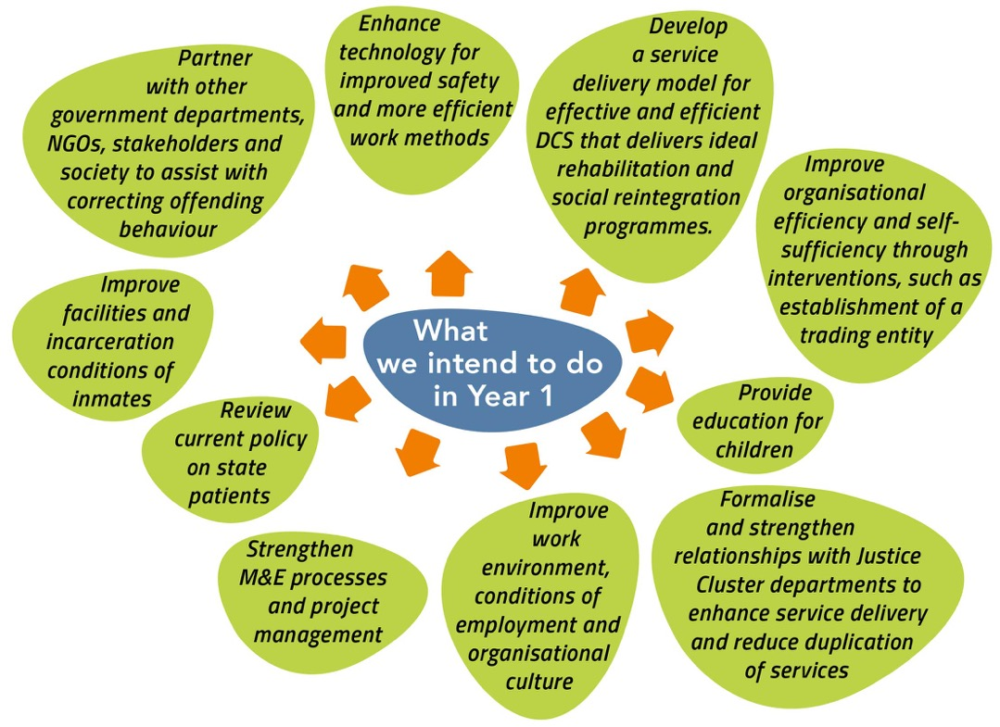 Partner
with other
government departments,
NGOs, stakeholders and
society to assist with
correcting offending
behaviour
Enhance
technology for
improved safety
and more efficient
work methods
Develop
a service
delivery model for
effective and efficient
DCS that delivers ideal
rehabilitation and
social reintegration
programmes.
Improve
organisational
efficiency and self-
sufficiency through
interventions, such as
establishment of a
trading entity
Improve
facilities and
incarceration
conditions of
inmates
What
we intend to do
in Year 1
Provide
education for
children
Review
current policy
on state
patients
Strengthen
M&E processes
and project
management
Improve
work
environment,
conditions of
employment and
organisational
culture
Formalise
and strengthen
relationships with Justice
Cluster departments to
enhance service delivery
and reduce duplication
of services